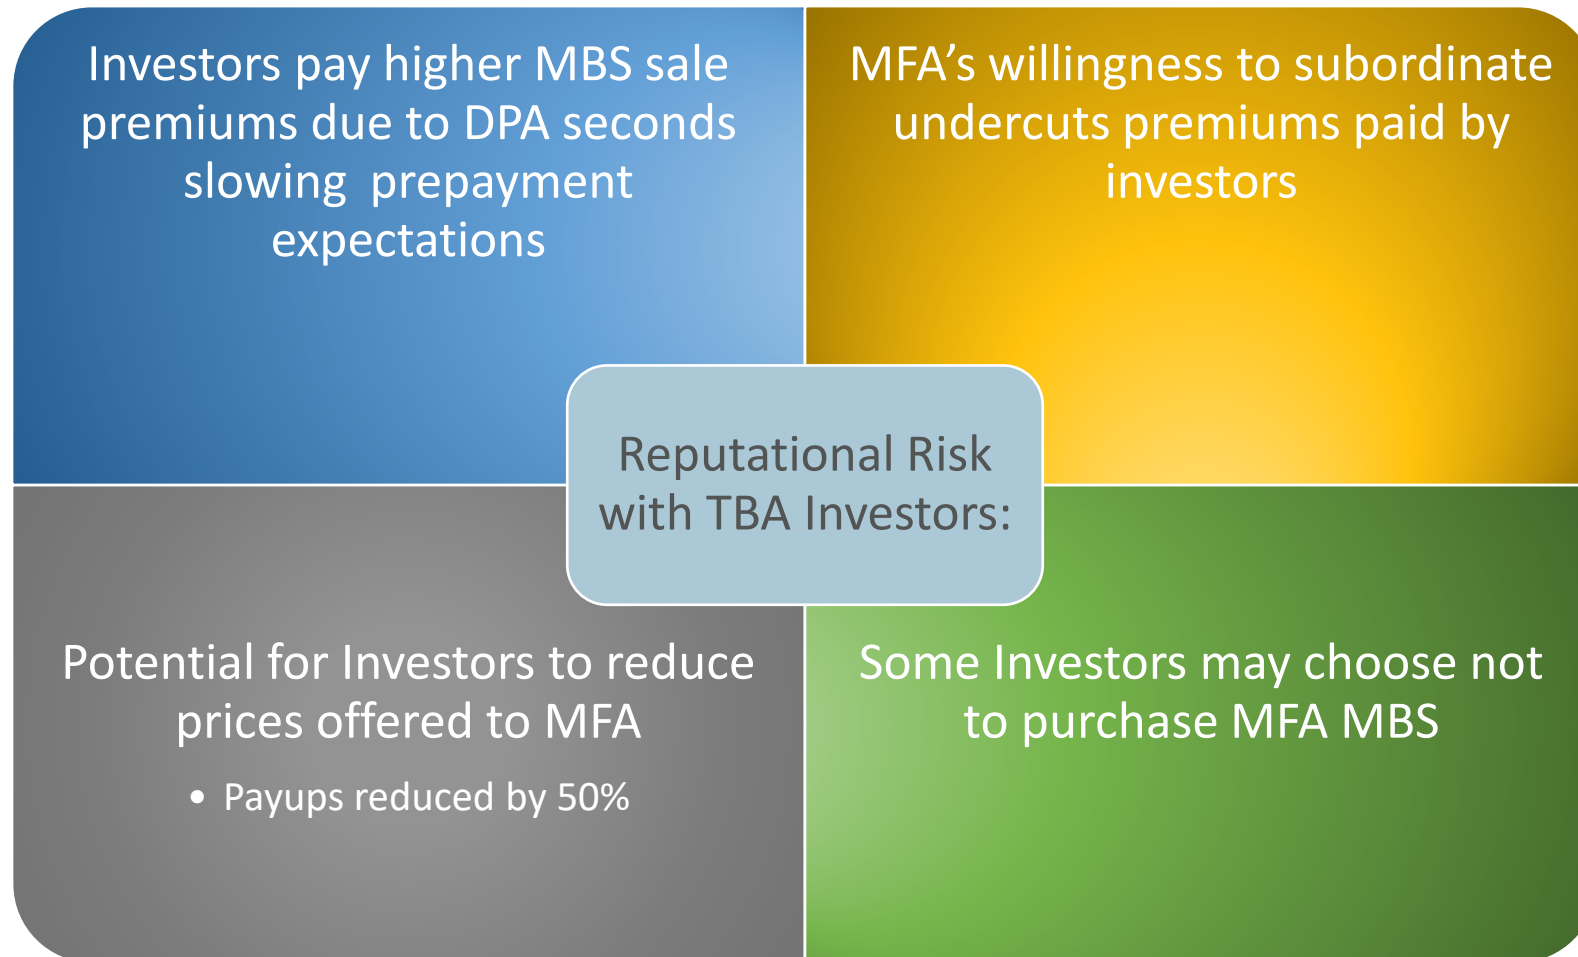 Investors pay higher MBS sale
premiums due to DPA seconds
slowing  prepayment
expectations
MFA’s willingness to subordinate
undercuts premiums paid by
investors
Reputational Risk
with TBA Investors:
Potential for Investors to reduce
prices offered to MFA
• Payups reduced by 50%
Some Investors may choose not
to purchase MFA MBS